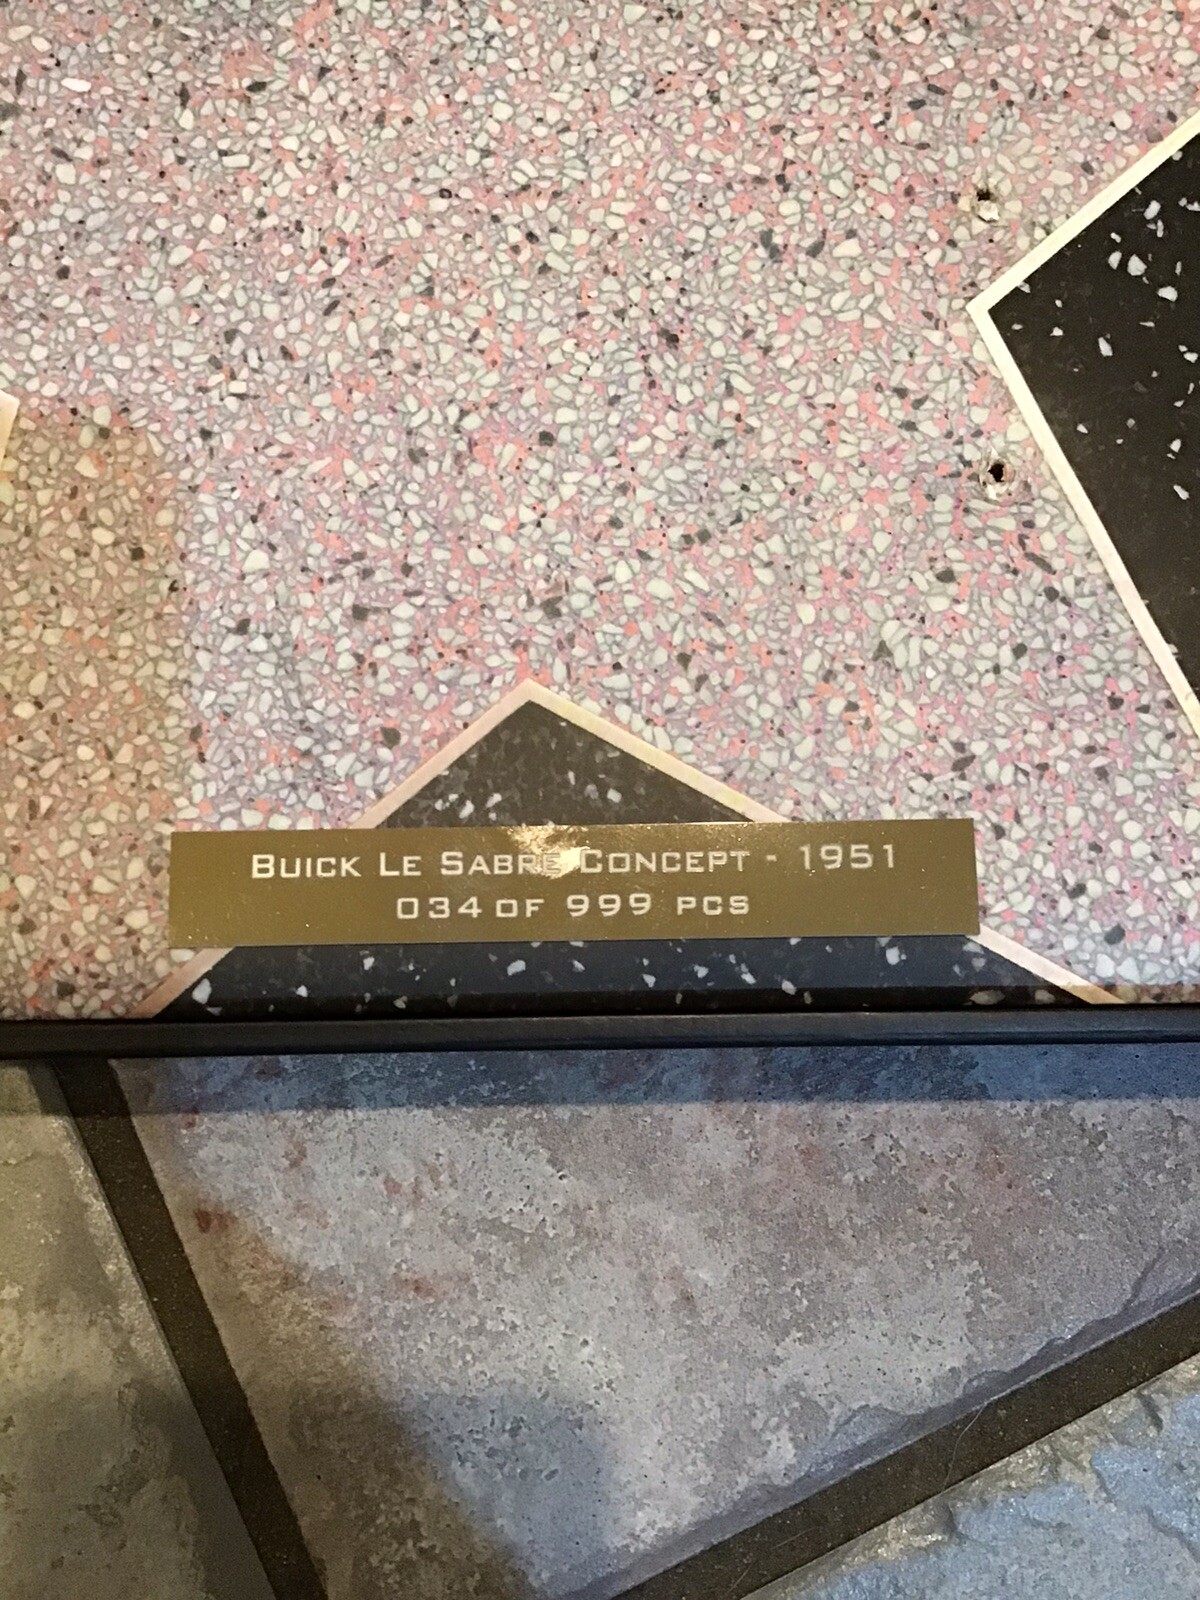 Buick Le Sabre Concept - 1951
034 of 999 pcs